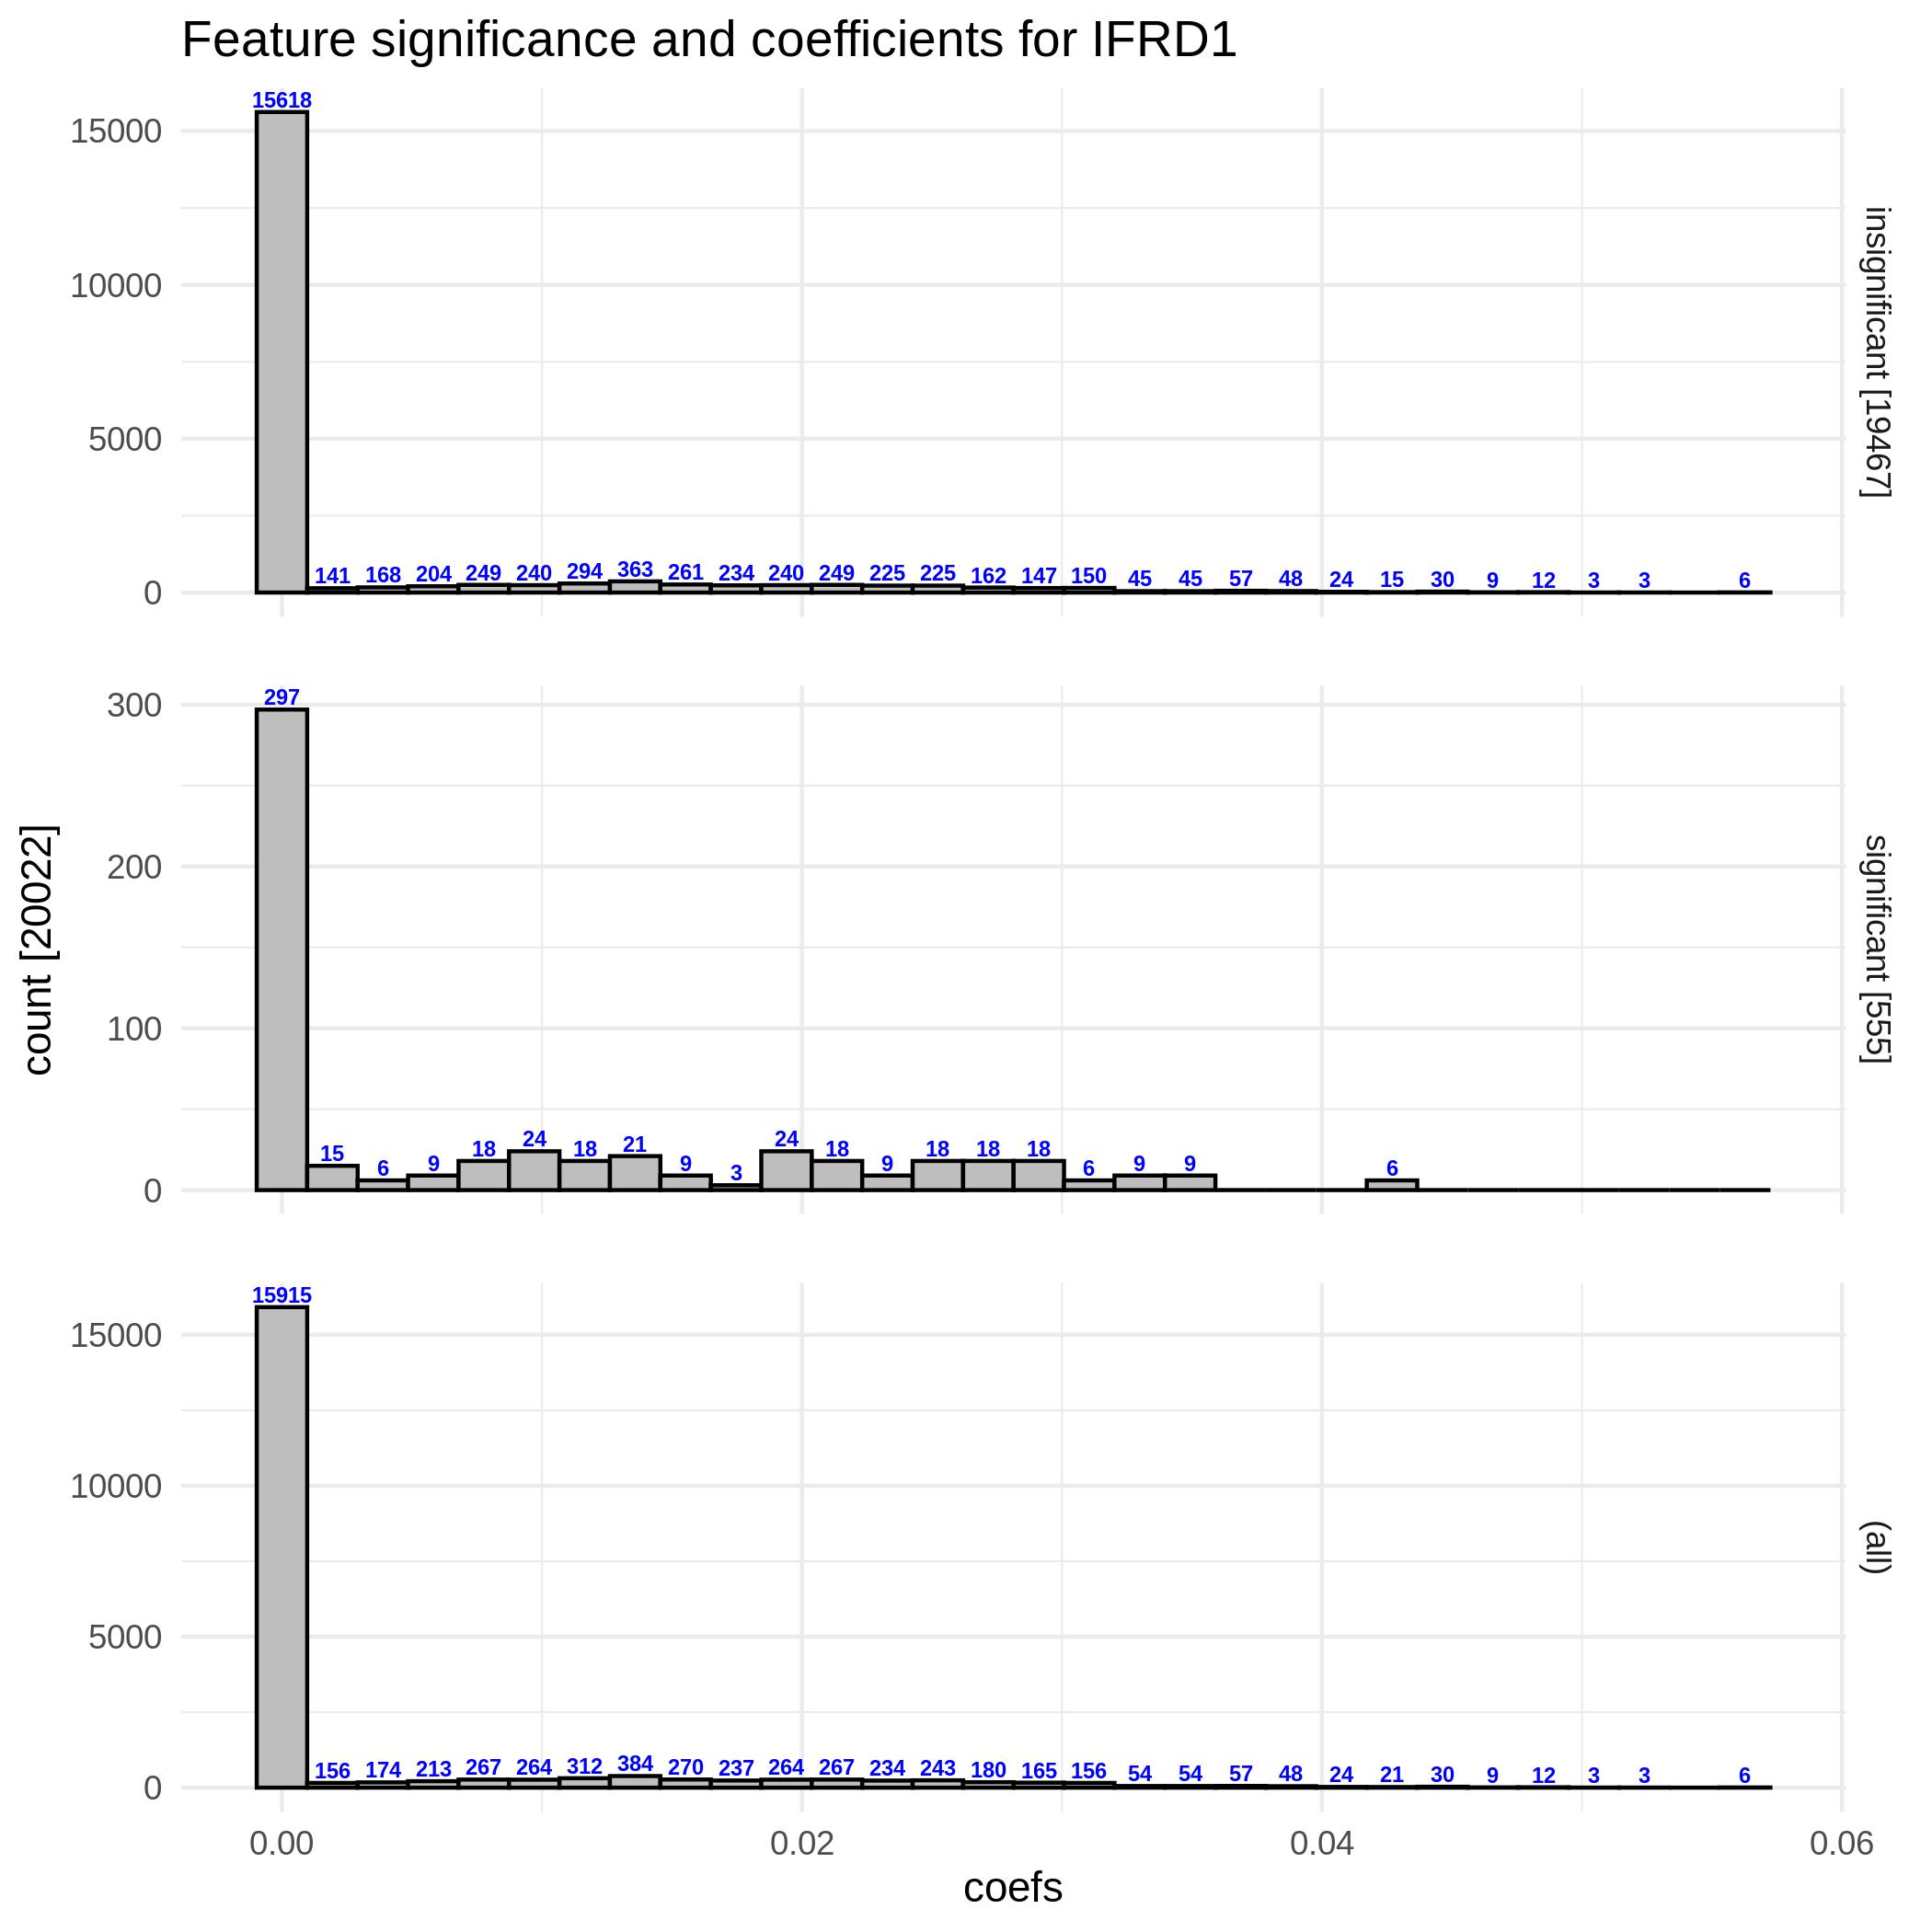 Feature significance and coefficients for IFRD1
count [20022]
15618
15000
10000
5000
0
141 168 204 249 240 294 363 261 234 240 249 225 225 162 147 150 45 45 57 48 24 15 30 9 12 3 3 6
insignificant [19467]
297
300
200
100
0
15 6 9 18 24 18 21 9 3 24 18 9 18 18 18 6 9 9 6
significant [555]
15915
15000
10000
5000
0
156 174 213 267 264 312 384 270 237 264 267 234 243 180 165 156 54 54 57 48 24 21 30 9 12 3 3 6
(all)
0.00 0.02 0.04 0.06
coefs